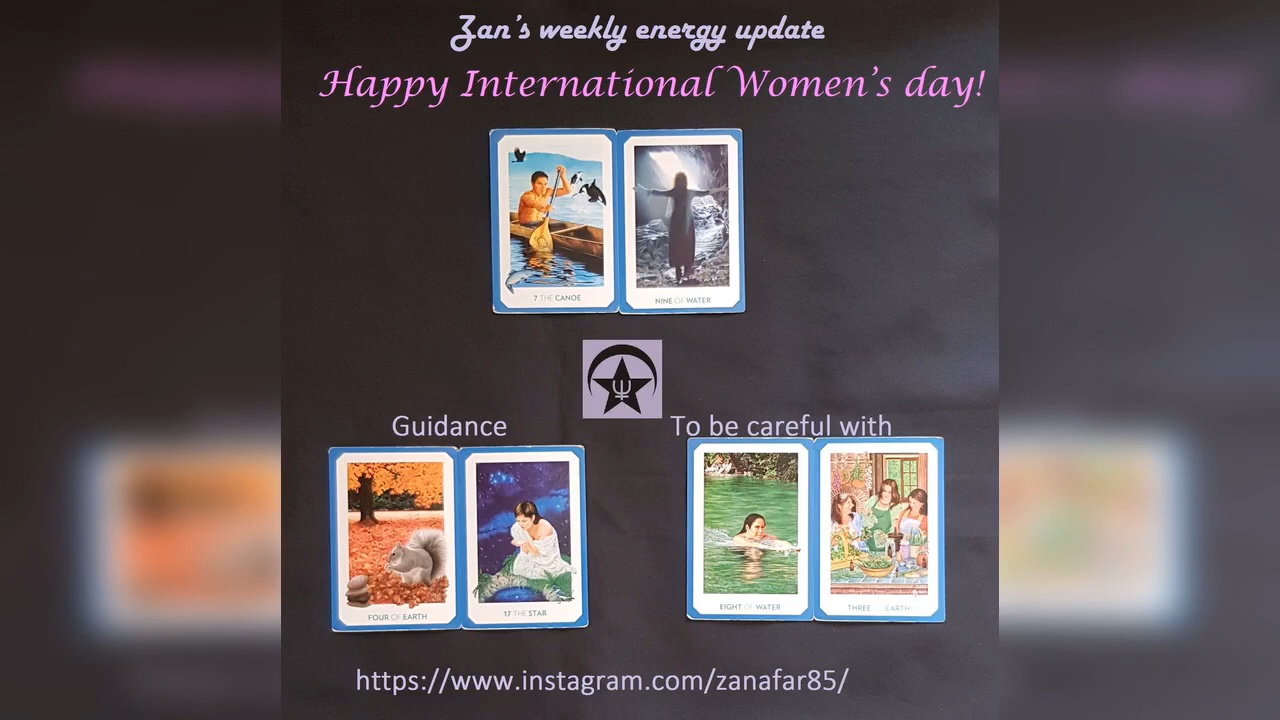 Zan's weekly energy update
Happy International Women's day!
7 THE CANOE
NINE OF WATER
Guidance
To be careful with
FOUR OF EARTH
17 THE STAR
EIGHT OF WATER
THREE EARTH
https://www.instagram.com/zanafar85/